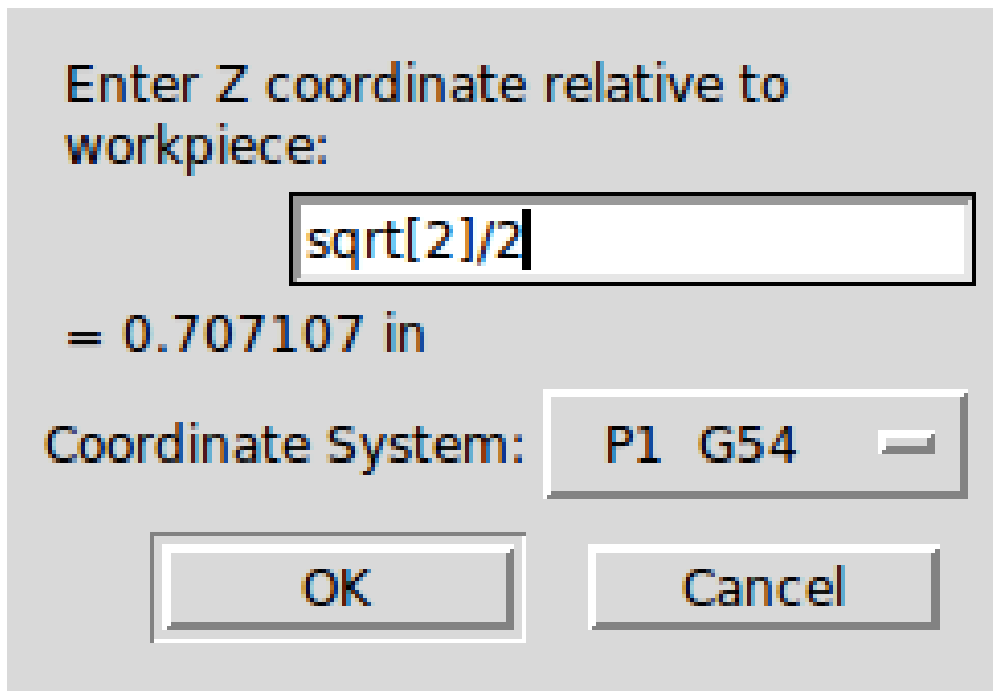 Enter Z coordinate relative to
workpiece:
sqrt[2]/2
= 0.707107 in
Coordinate System: P1 G54
OK Cancel